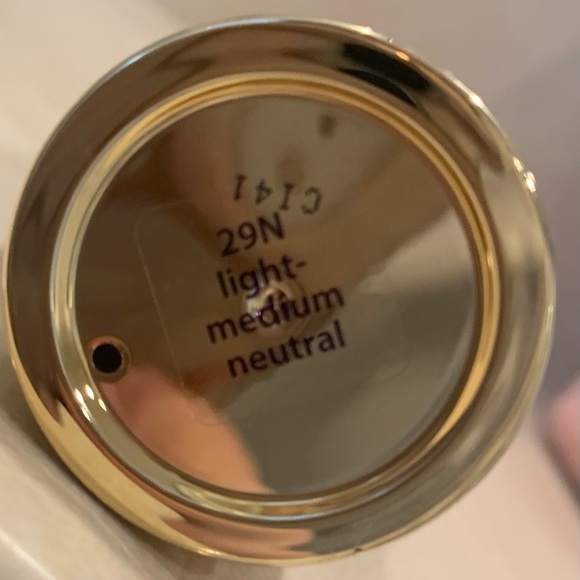 C141
29N
light-
medium
neutral